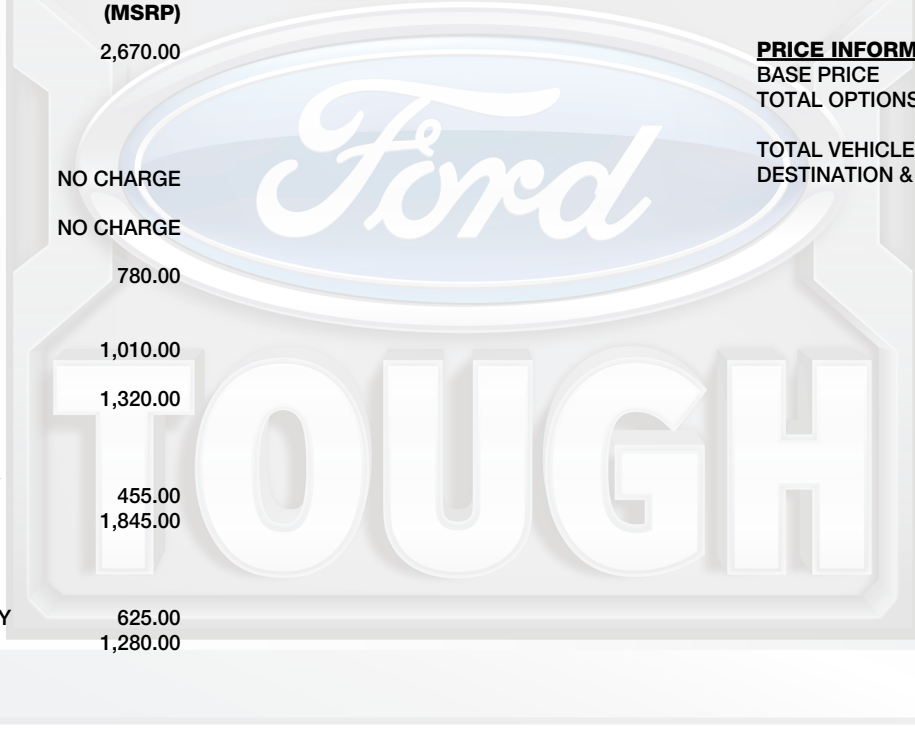 (MSRP)
2,670.00
NO CHARGE
NO CHARGE
780.00
1,010.00
1,320.00
455.00
1,845.00
Y 625.00
1,280.00
PRICE INFORM
BASE PRICE
TOTAL OPTIONS
TOTAL VEHICLE
DESTINATION &
Ford
TOUGH